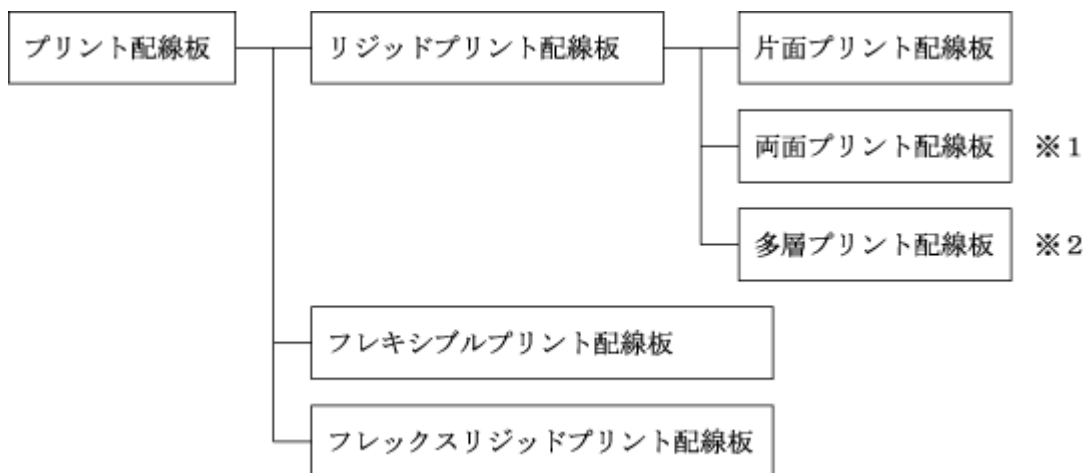 プリント配線板
リジッドプリント配線板
片面プリント配線板
両面プリント配線板 ※1
多層プリント配線板 ※2
フレキシブルプリント配線板
フレックスリジッドプリント配線板